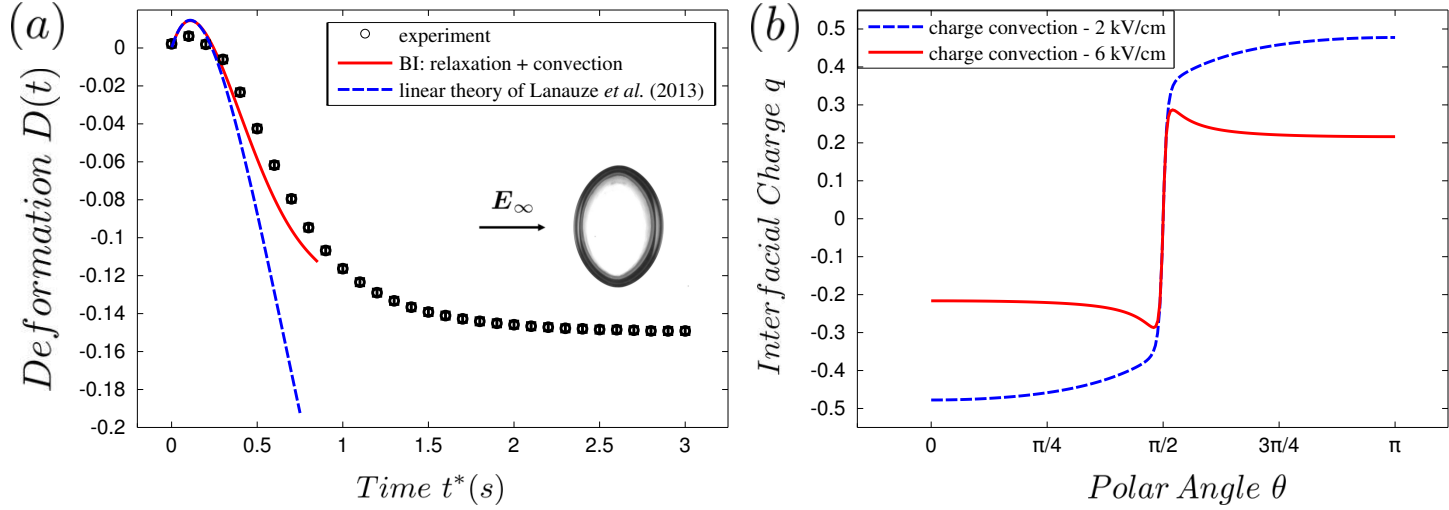 (a)
Deformation D(t)
0
-0.02
-0.04
-0.06
-0.08
-0.1
-0.12
-0.14
-0.16
-0.18
-0.2
experiment
BI: relaxation + convection
linear theory of Lanauze et al. (2013)
E∞
0 0.5 1 1.5 2 2.5 3
Time t*(s)
(b)
Interfacial Charge q
0.5
0.4
0.3
0.2
0.1
0
-0.1
-0.2
-0.3
-0.4
-0.5
charge convection - 2 kV/cm
charge convection - 6 kV/cm
0 π/4 π/2 3π/4 π
Polar Angle θ